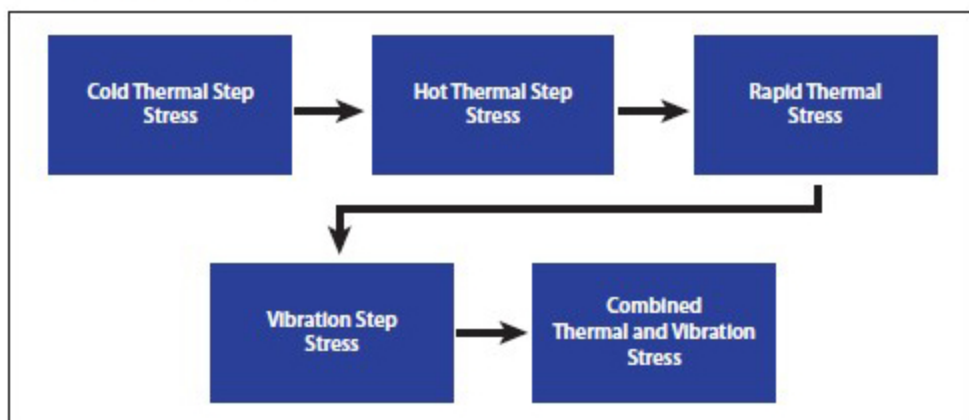 Cold Thermal Step
Stress
Hot Thermal Step
Stress
Rapid Thermal
Stress
Vibration Step
Stress
Combined
Thermal and Vibration
Stress